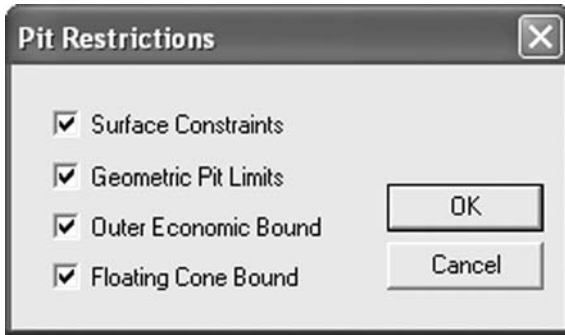 Pit Restrictions
Surface Constraints
Geometric Pit Limits
Outer Economic Bound
Floating Cone Bound
OK
Cancel